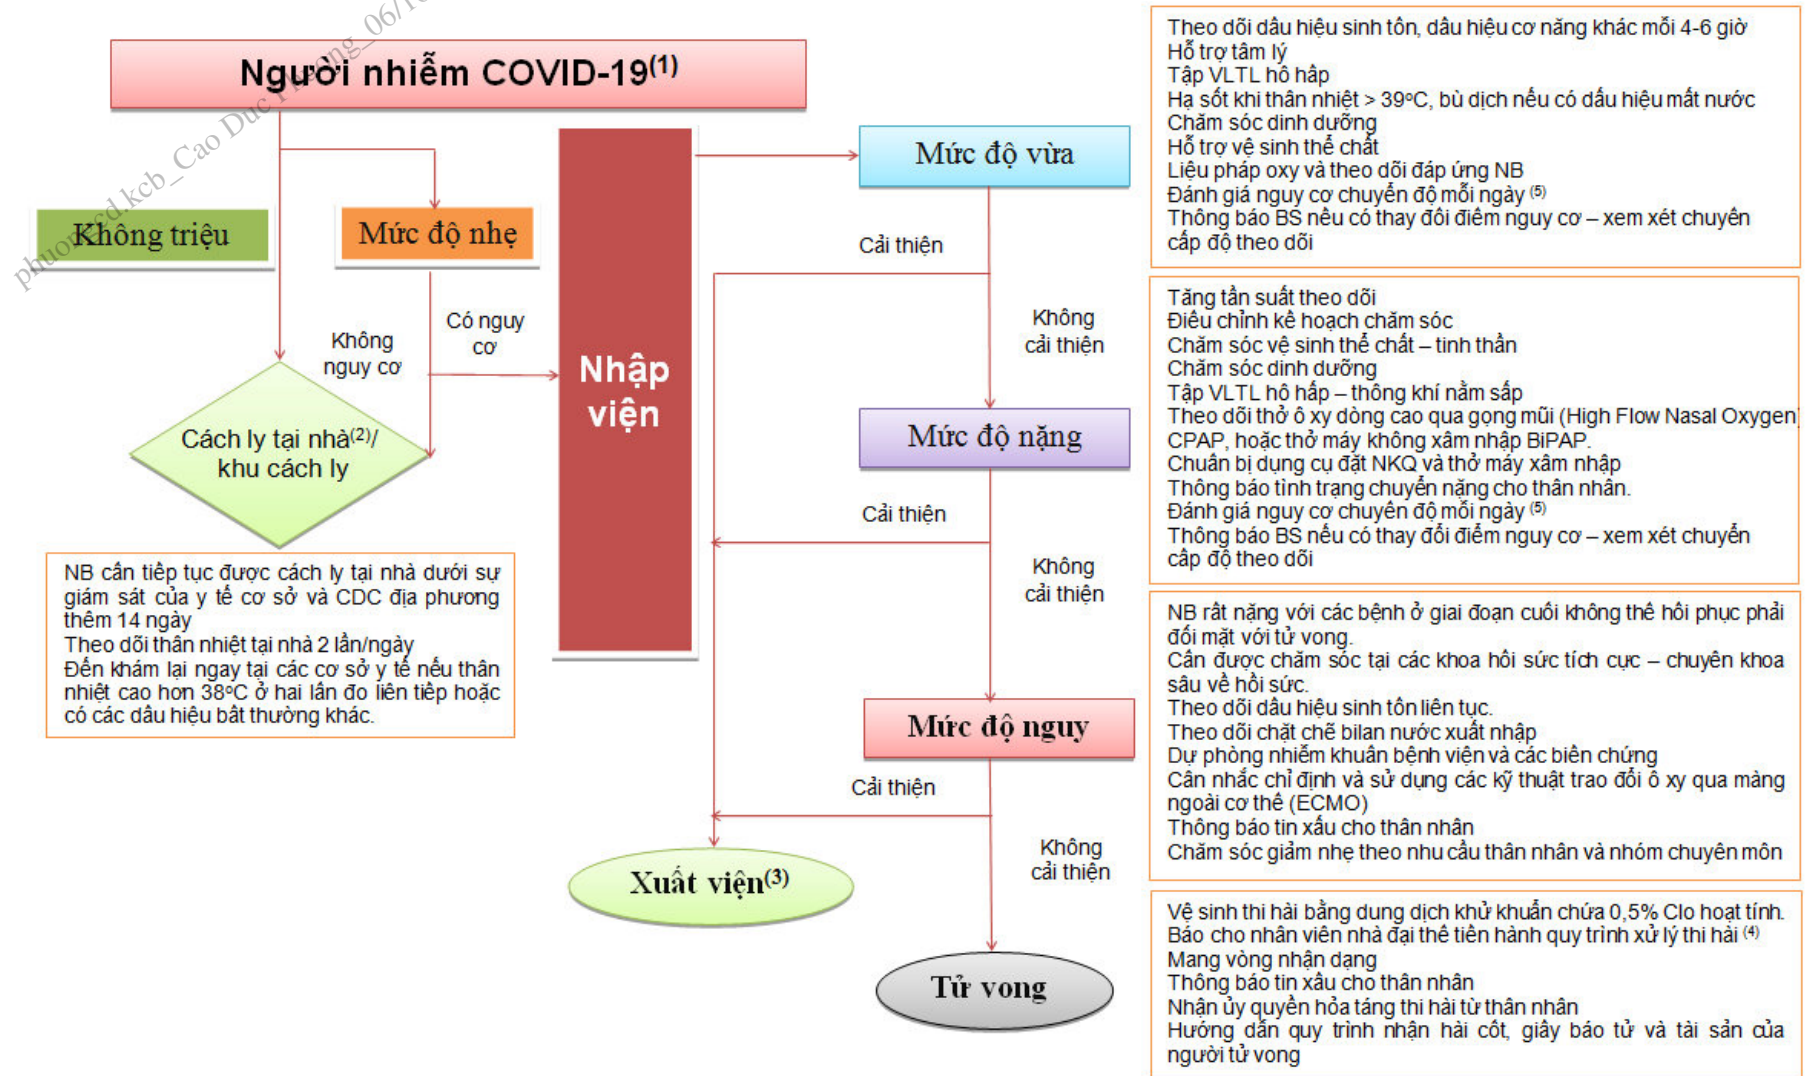 phuongcd.kcb_Cao Duc Phuong_06/10
Người nhiễm COVID-19(1)
Không triệu
Mức độ nhẹ
Không
nguy cơ
Có nguy
cơ
Cách ly tại nhà(2)/
khu cách ly
NB cần tiếp tục được cách ly tại nhà dưới sự
giám sát của y tế cơ sở và CDC địa phương
thêm 14 ngày
Theo dõi thân nhiệt tại nhà 2 lần/ngày
Đến khám lại ngay tại các cơ sở y tế nếu thân
nhiệt cao hơn 38ºC ở hai lần đo liên tiếp hoặc
có các dấu hiệu bất thường khác.
Nhập
viện
Mức độ vừa
Cải thiện
Không
cải thiện
Mức độ nặng
Cải thiện
Không
cải thiện
Mức độ nguy
Cải thiện
Không
cải thiện
Xuất viện(3)
Tử vong
Theo dõi dấu hiệu sinh tồn, dấu hiệu cơ năng khác mỗi 4-6 giờ
Hỗ trợ tâm lý
Tập VLTL hô hấp
Hạ sốt khi thân nhiệt > 39ºC, bù dịch nếu có dấu hiệu mất nước
Chăm sóc dinh dưỡng
Hỗ trợ vệ sinh thể chất
Liệu pháp oxy và theo dõi đáp ứng NB
Đánh giá nguy cơ chuyển độ mỗi ngày (5)
Thông báo BS nếu có thay đổi điểm nguy cơ – xem xét chuyển
cấp độ theo dõi
Tăng tần suất theo dõi
Điều chỉnh kế hoạch chăm sóc
Chăm sóc vệ sinh thể chất – tinh thần
Chăm sóc dinh dưỡng
Tập VLTL hô hấp – thông khí nằm sấp
Theo dõi thở ô xy dòng cao qua gọng mũi (High Flow Nasal Oxygen)
CPAP, hoặc thở máy không xâm nhập BiPAP.
Chuẩn bị dụng cụ đặt NKQ và thở máy xâm nhập
Thông báo tình trạng chuyển nặng cho thân nhân.
Đánh giá nguy cơ chuyển độ mỗi ngày (5)
Thông báo BS nếu có thay đổi điểm nguy cơ – xem xét chuyển
cấp độ theo dõi
NB rất nặng với các bệnh ở giai đoạn cuối không thể hồi phục phải
đối mặt với tử vong.
Cần được chăm sóc tại các khoa hồi sức tích cực – chuyên khoa
sâu về hồi sức.
Theo dõi dấu hiệu sinh tồn liên tục.
Theo dõi chặt chẽ bilan nước xuất nhập
Dự phòng nhiễm khuẩn bệnh viện và các biến chứng
Cân nhắc chỉ định và sử dụng các kỹ thuật trao đổi ô xy qua màng
ngoài cơ thể (ECMO)
Thông báo tin xấu cho thân nhân
Chăm sóc giảm nhẹ theo nhu cầu thân nhân và nhóm chuyên môn
Vệ sinh thi hài bằng dung dịch khử khuẩn chứa 0,5% Clo hoạt tính.
Báo cho nhân viên nhà đại thể tiến hành quy trình xử lý thi hài (4)
Mang vòng nhận dạng
Thông báo tin xấu cho thân nhân
Nhận ủy quyền hỏa táng thi hài từ thân nhân
Hướng dẫn quy trình nhận hài cốt, giấy báo tử và tài sản của
người tử vong